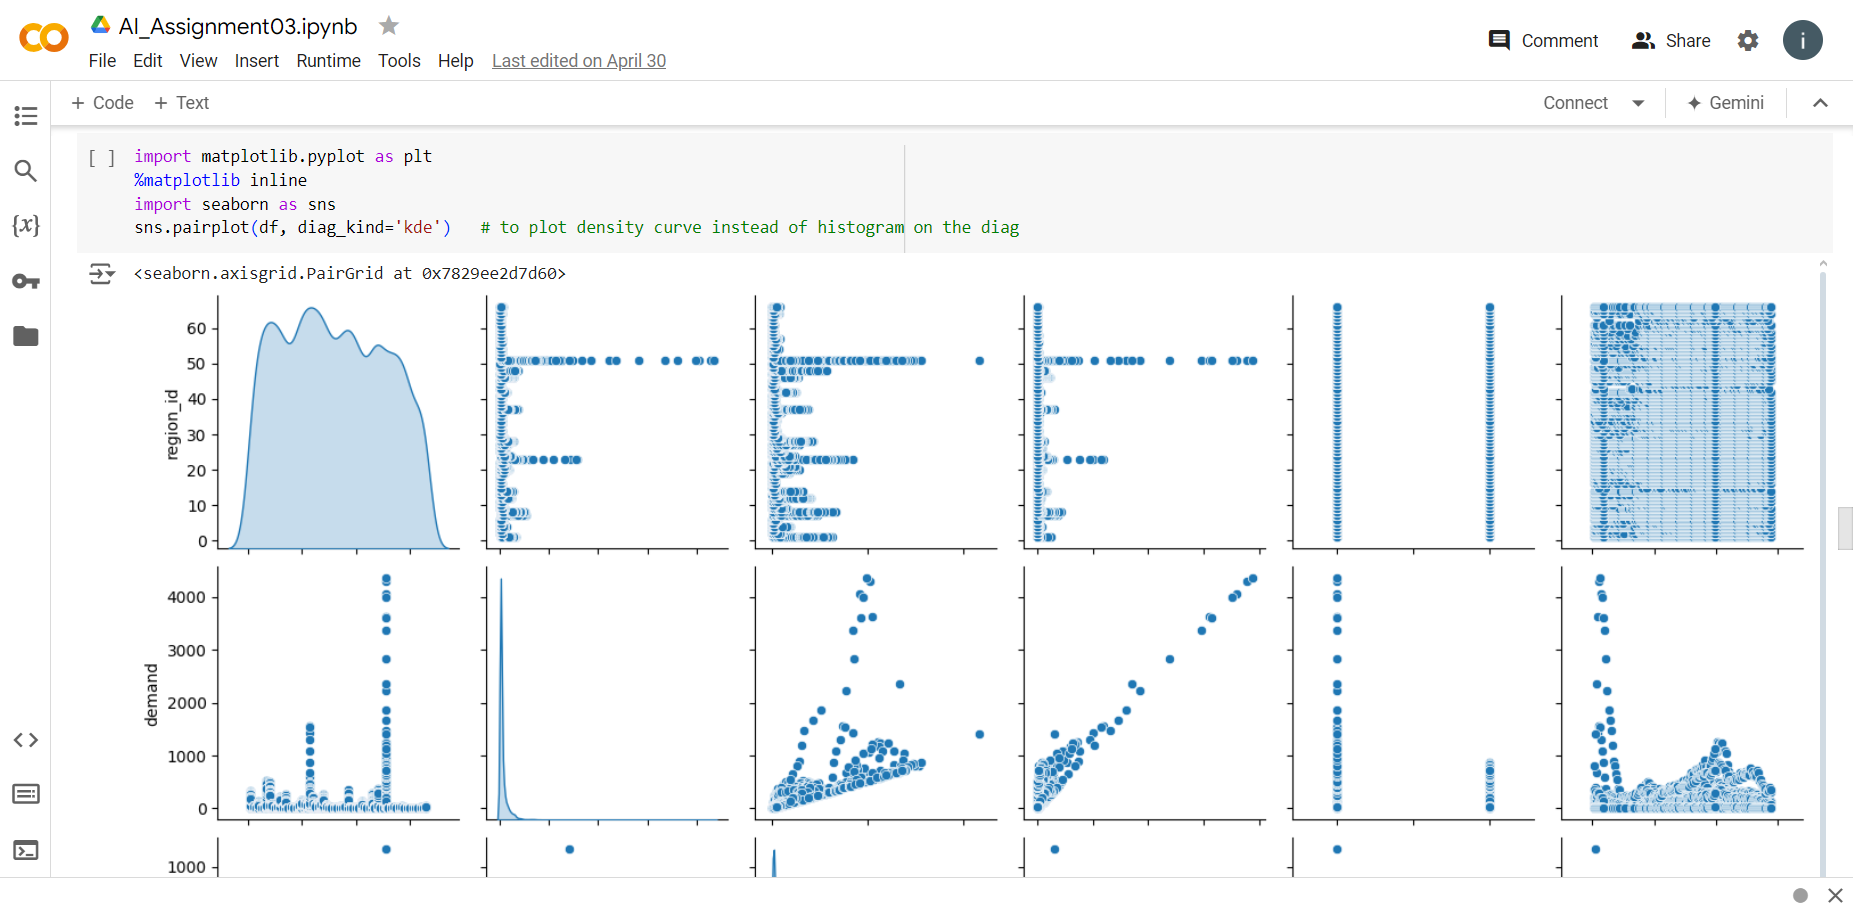 AI_Assignment03.ipynb
File Edit View Insert Runtime Tools Help Last edited on April 30
Comment Share i
+ Code + Text
Connect Gemini
[ ] import matplotlib.pyplot as plt
%matplotlib inline
import seaborn as sns
sns.pairplot(df, diag_kind='kde') # to plot density curve instead of histogram on the diag
<seaborn.axisgrid.PairGrid at 0x7829ee2d7d60>
{x}
60
50
40
30
20
10
0
region_id
4000
3000
2000
1000
0
demand
1000